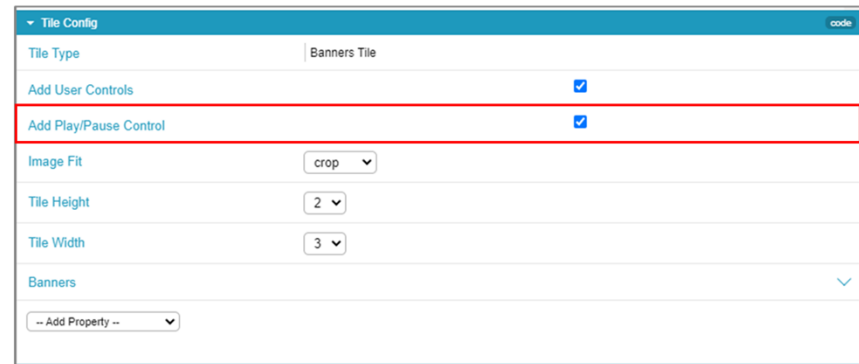 Tile Config code
Tile Type Banners Tile
Add User Controls
Add Play/Pause Control
Image Fit crop
Tile Height 2
Tile Width 3
Banners
-- Add Property --